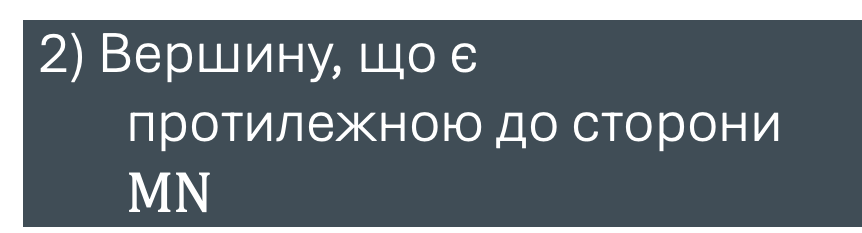 2) Вершину, що є
протилежною до сторони
MN